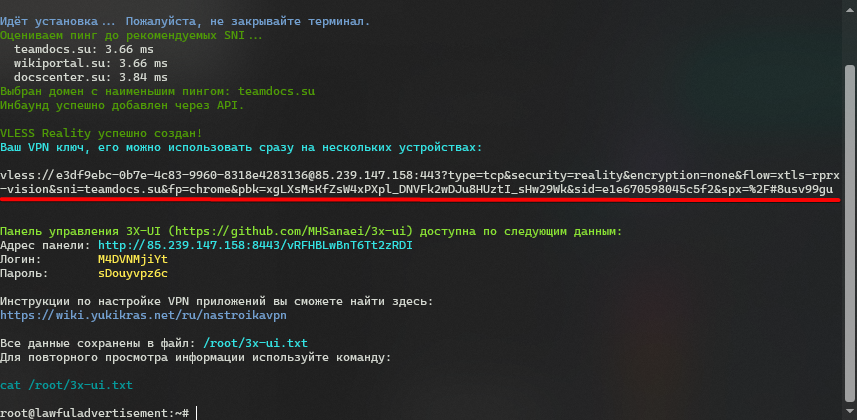 Идёт установка... Пожалуйста, не закрывайте терминал.
Оцениваем пинг до рекомендуемых SNI...
teamdocs.su: 3.66 ms
wikiportal.su: 3.66 ms
docscenter.su: 3.84 ms
Выбран домен с наименьшим пингом: teamdocs.su
Инбаунд успешно добавлен через API.
VLESS Reality успешно создан!
Ваш VPN ключ, его можно использовать сразу на нескольких устройствах:
vless://e3df9ebc-0b7e-4c83-9960-8318e4283136@85.239.147.158:443?type=tcp&security=reality&encryption=none&flow=xtls-rprx
-vision&sni=teamdocs.su&fp=chrome&pbk=xgLXsMsKfZsW4xPXpl_DNVFk2wDJu8HUztI_sHw29Wk&sid=e1e670598045c5f2&spx=%2F#8usv99gu
Панель управления 3X-UI (https://github.com/MHSanaei/3x-ui) доступна по следующим данным:
Адрес панели: http://85.239.147.158:8443/vRFHBLwBnT6Tt2zRDI
Логин: M4DVNMjiYt
Пароль: sDouyvpz6c
Инструкции по настройке VPN приложений вы сможете найти здесь:
https://wiki.yukikras.net/ru/nastroikavpn
Все данные сохранены в файл: /root/3x-ui.txt
Для повторного просмотра информации используйте команду:
cat /root/3x-ui.txt
root@lawfuladvertisement:~#